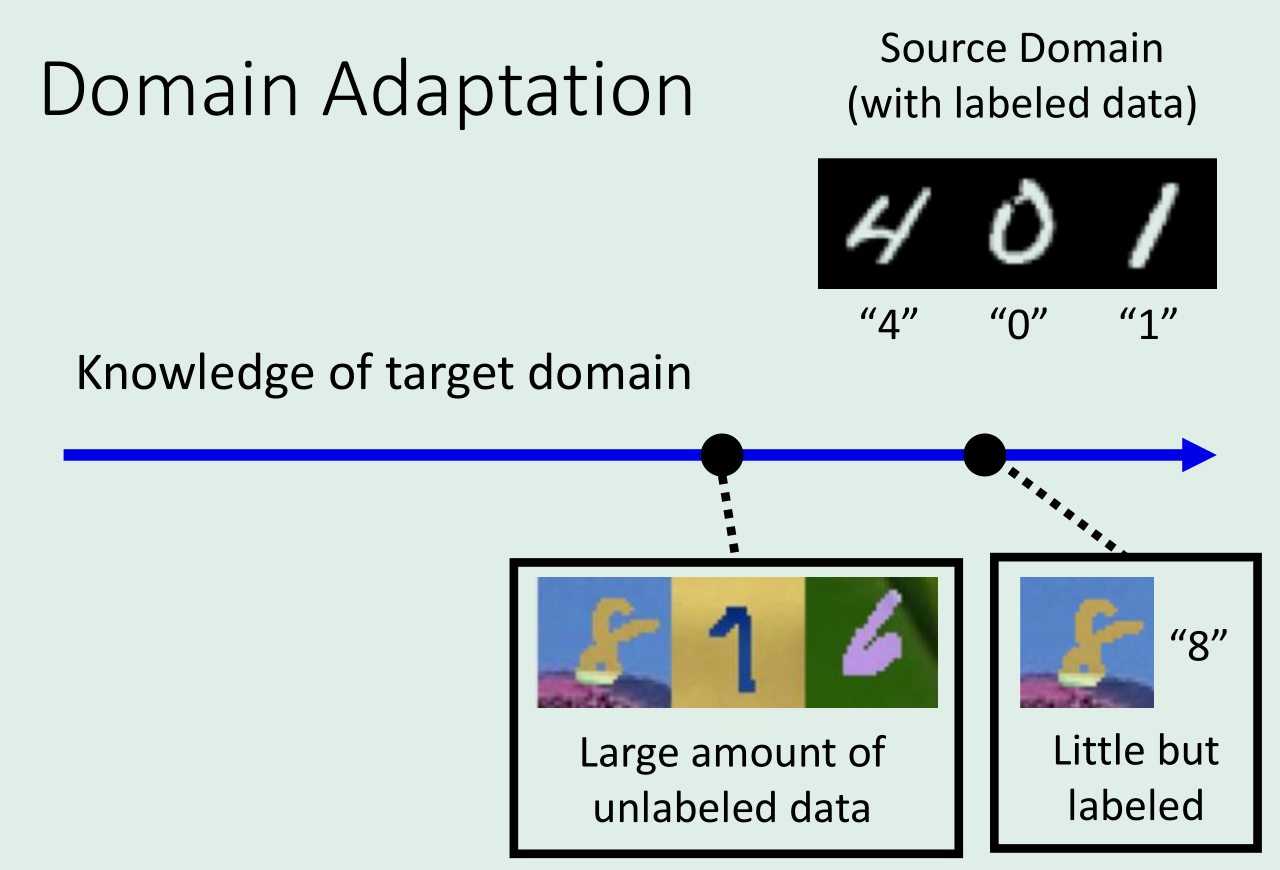 Domain Adaptation
Source Domain
(with labeled data)
4 0 1
“4” “0” “1”
Knowledge of target domain
8 1 6
Large amount of
unlabeled data
8 “8”
Little but
labeled